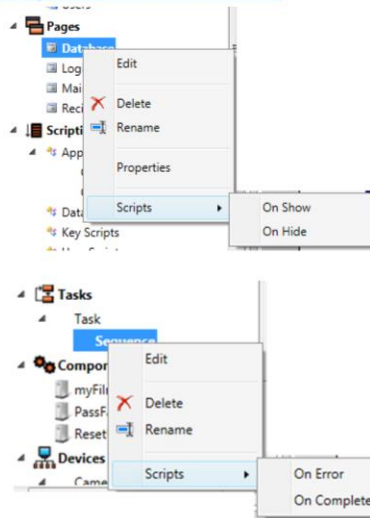 Users
Pages
Database
Edit
Log
Mai
Delete
Reci
Rename
Scripti
App
Properties
Data
Scripts
On Show
Key Scripts
On Hide
Tasks
Task
Sequence
Edit
Compor
myFil
Delete
PassF
Rename
Reset
Devices
Scripts
On Error
Came
On Complete